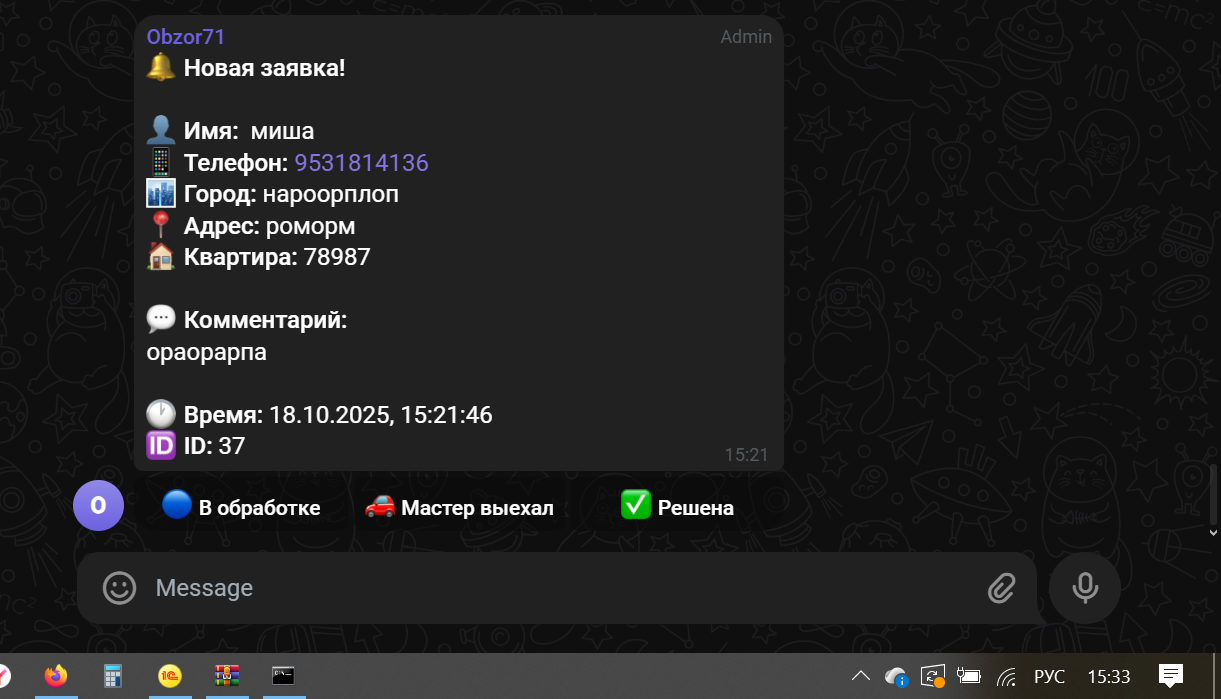 Obzor71 Admin
Новая заявка!
Имя: миша
Телефон: 9531814136
Город: нароорплоп
Адрес: роморм
Квартира: 78987
Комментарий:
ораорарпа
Время: 18.10.2025, 15:21:46
ID ID: 37
15:21
O В обработке Мастер выехал Решена
Message
РУС 15:33